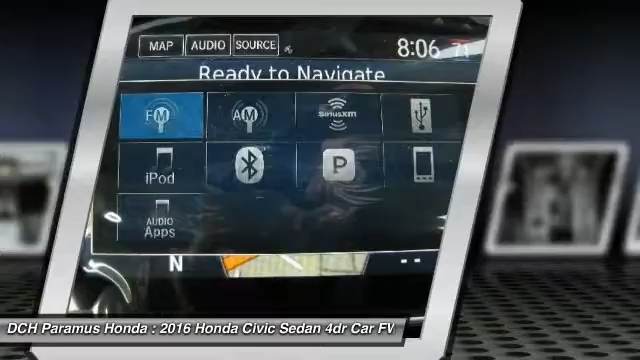 MAP AUDIO SOURCE 8:06 71
Ready to Navigate
FM AM SiriusXM
iPod P
AUDIO
Apps
N --
DCH Paramus Honda : 2016 Honda Civic Sedan 4dr Car FV